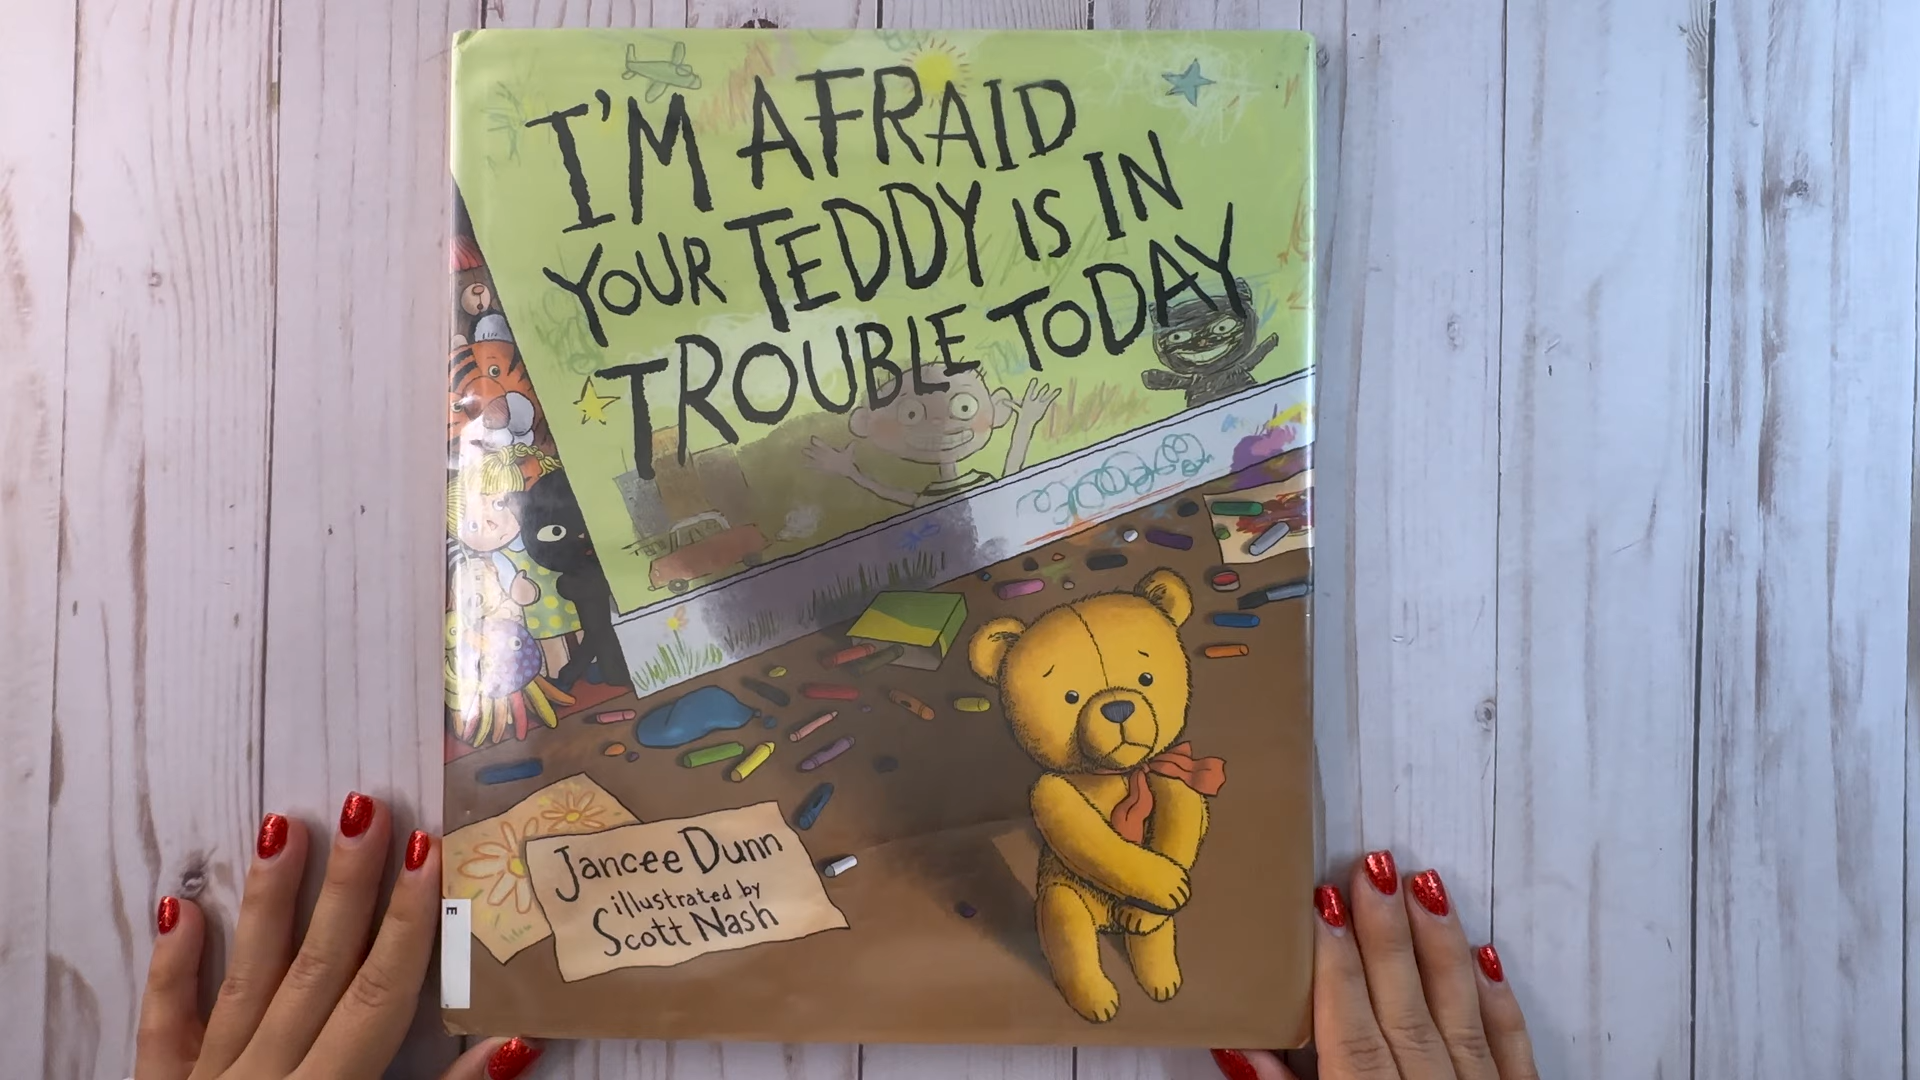 I'M AFRAID
YOUR TEDDY IS IN
TROUBLE TODAY
Jancee Dunn
illustrated by
Scott Nash
E